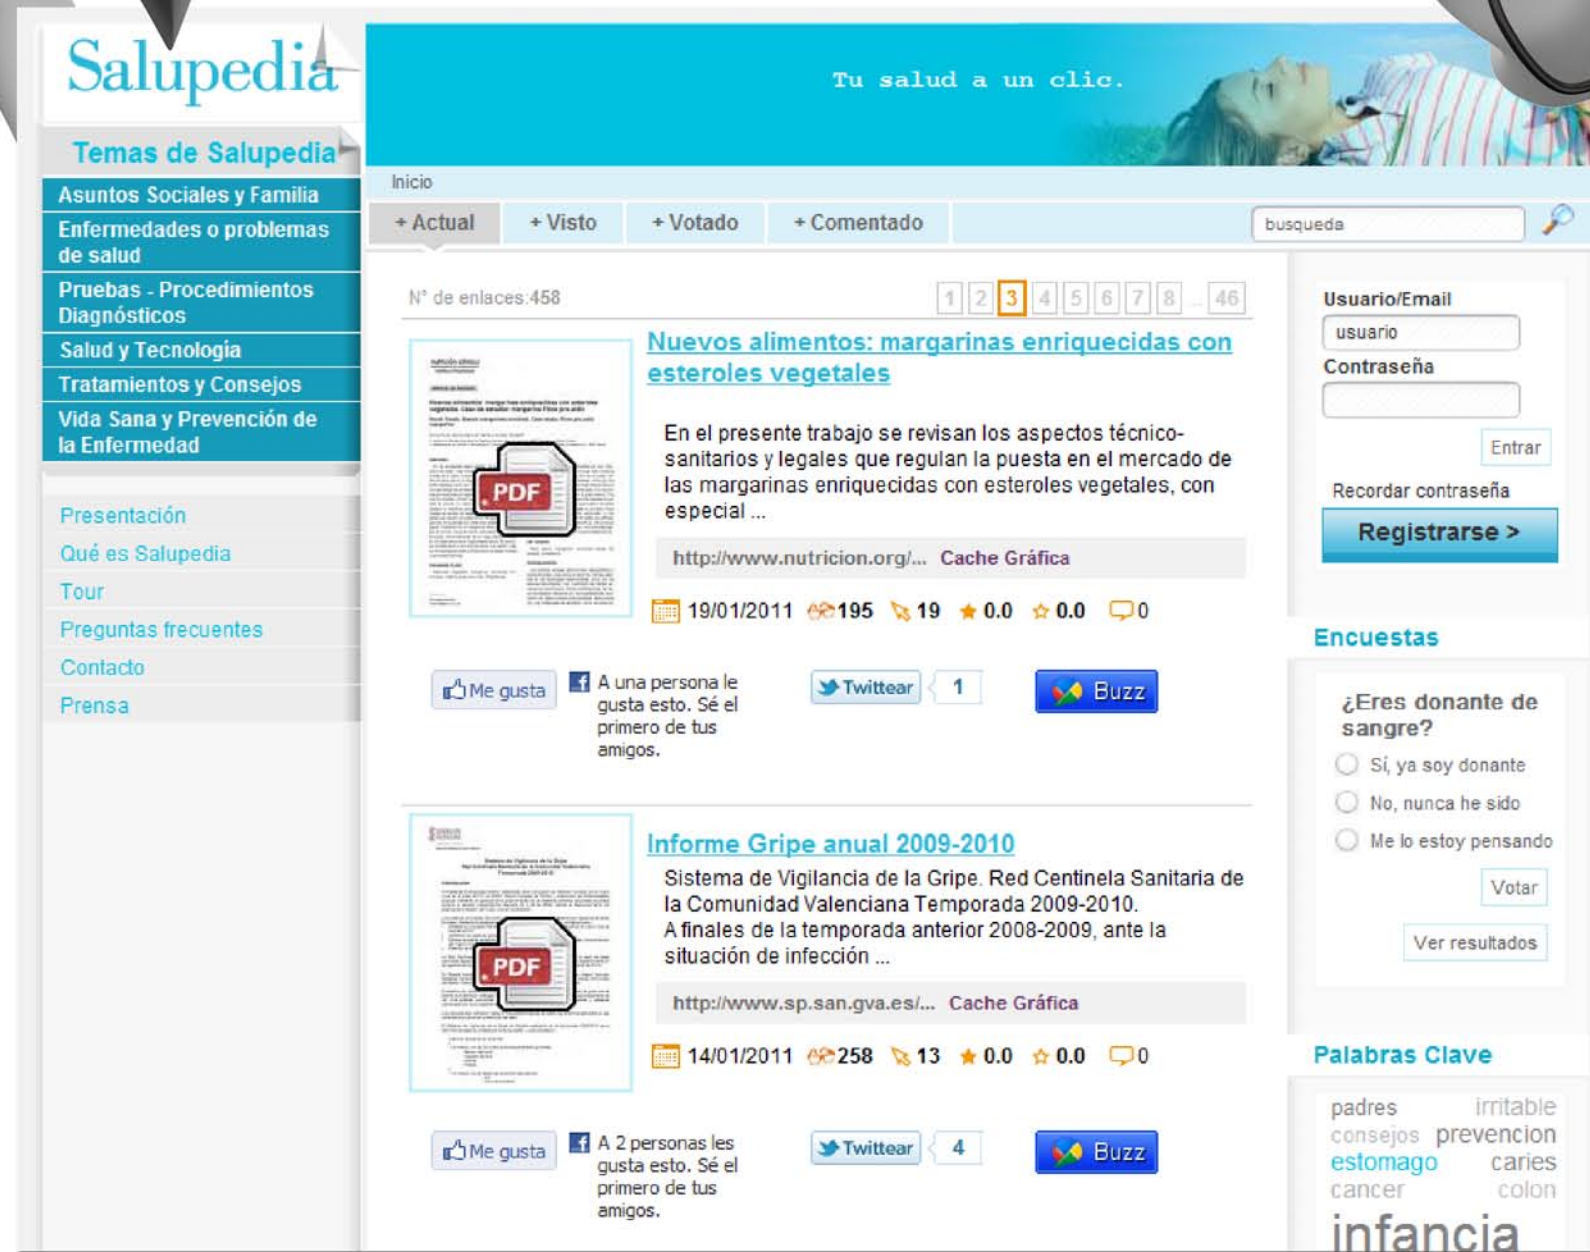 Salupedia
Tu salud a un clic.
Temas de Salupedia
Asuntos Sociales y Familia
Enfermedades o problemas
de salud
Pruebas - Procedimientos
Diagnósticos
Salud y Tecnología
Tratamientos y Consejos
Vida Sana y Prevención de
la Enfermedad
Presentación
Qué es Salupedia
Tour
Preguntas frecuentes
Contacto
Prensa
Inicio
+ Actual + Visto + Votado + Comentado
busqueda
N° de enlaces:458
1 2 3 4 5 6 7 8 ... 46
Nuevos alimentos: margarinas enriquecidas con
esteroles vegetales
En el presente trabajo se revisan los aspectos técnico-
sanitarios y legales que regulan la puesta en el mercado de
las margarinas enriquecidas con esteroles vegetales, con
especial ...
PDF
http://www.nutricion.org/... Cache Gráfica
19/01/2011 195 19 0.0 0.0 0
Me gusta
A una persona le
gusta esto. Sé el
primero de tus
amigos.
Twittear 1
Buzz
Informe Gripe anual 2009-2010
Sistema de Vigilancia de la Gripe. Red Centinela Sanitaria de
la Comunidad Valenciana Temporada 2009-2010.
A finales de la temporada anterior 2008-2009, ante la
situación de infección ...
PDF
http://www.sp.san.gva.es/... Cache Gráfica
14/01/2011 258 13 0.0 0.0 0
Me gusta
A 2 personas les
gusta esto. Sé el
primero de tus
amigos.
Twittear 4
Buzz
Usuario/Email
usuario
Contraseña
Entrar
Recordar contraseña
Registrarse >
Encuestas
¿Eres donante de
sangre?
Sí, ya soy donante
No, nunca he sido
Me lo estoy pensando
Votar
Ver resultados
Palabras Clave
padres irritable
consejos prevencion
estomago caries
cancer colon
infancia